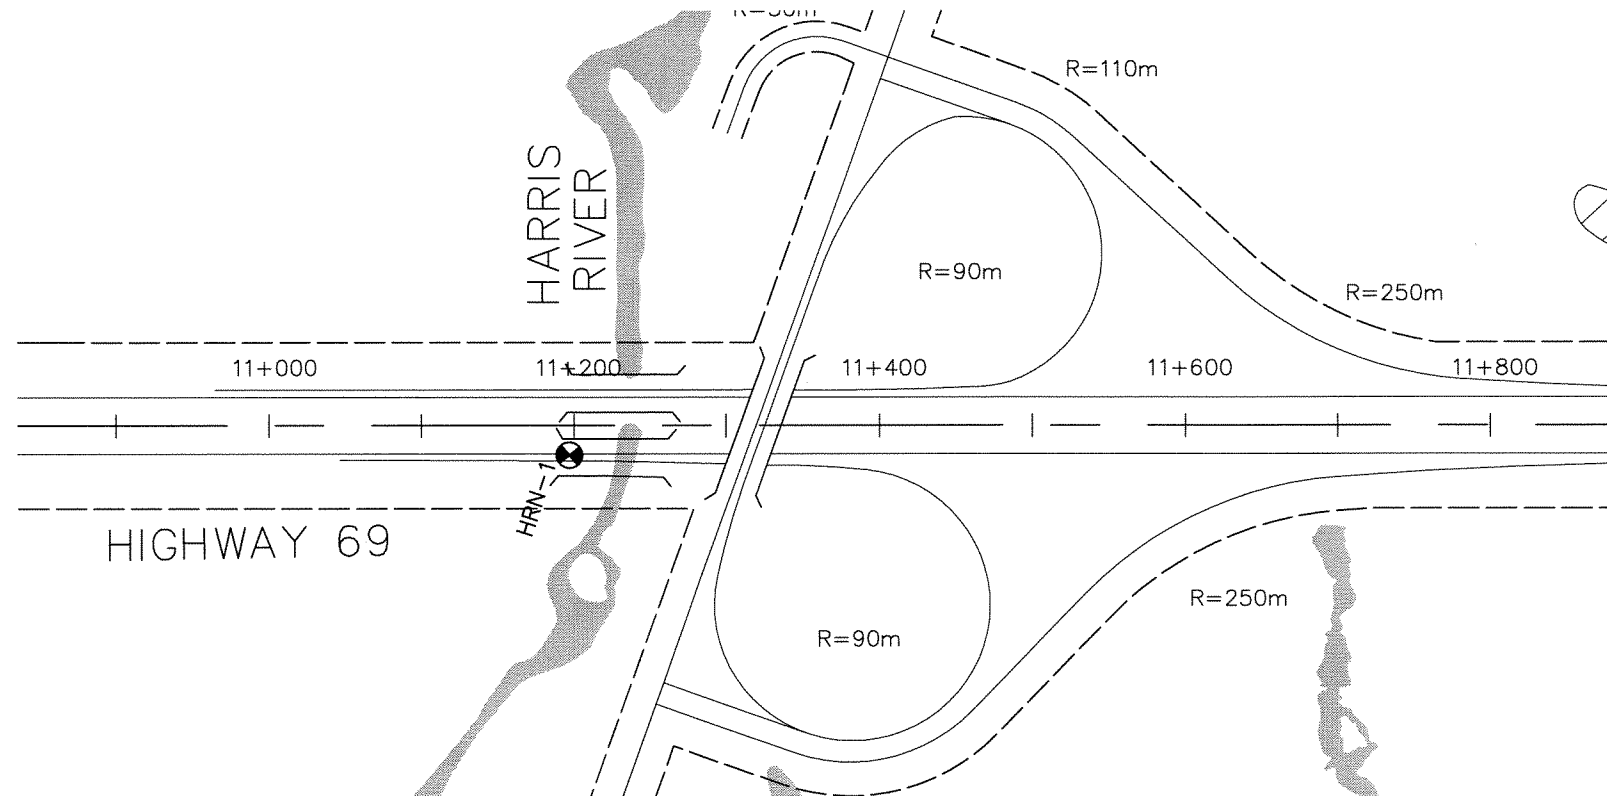 R=110m
HARRIS
RIVER
R=90m
R=250m
11+000
11+200
11+400
11+600
11+800
HRN-1
HIGHWAY 69
R=250m
R=90m